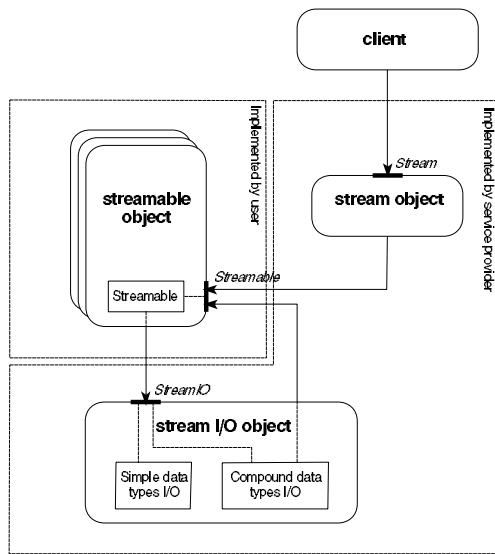 client
Implemented by user
Implemented by service provider
Stream
stream object
streamable
object
Streamable
Streamable
StreamIO
stream I/O object
Simple data
types I/O
Compound data
types I/O